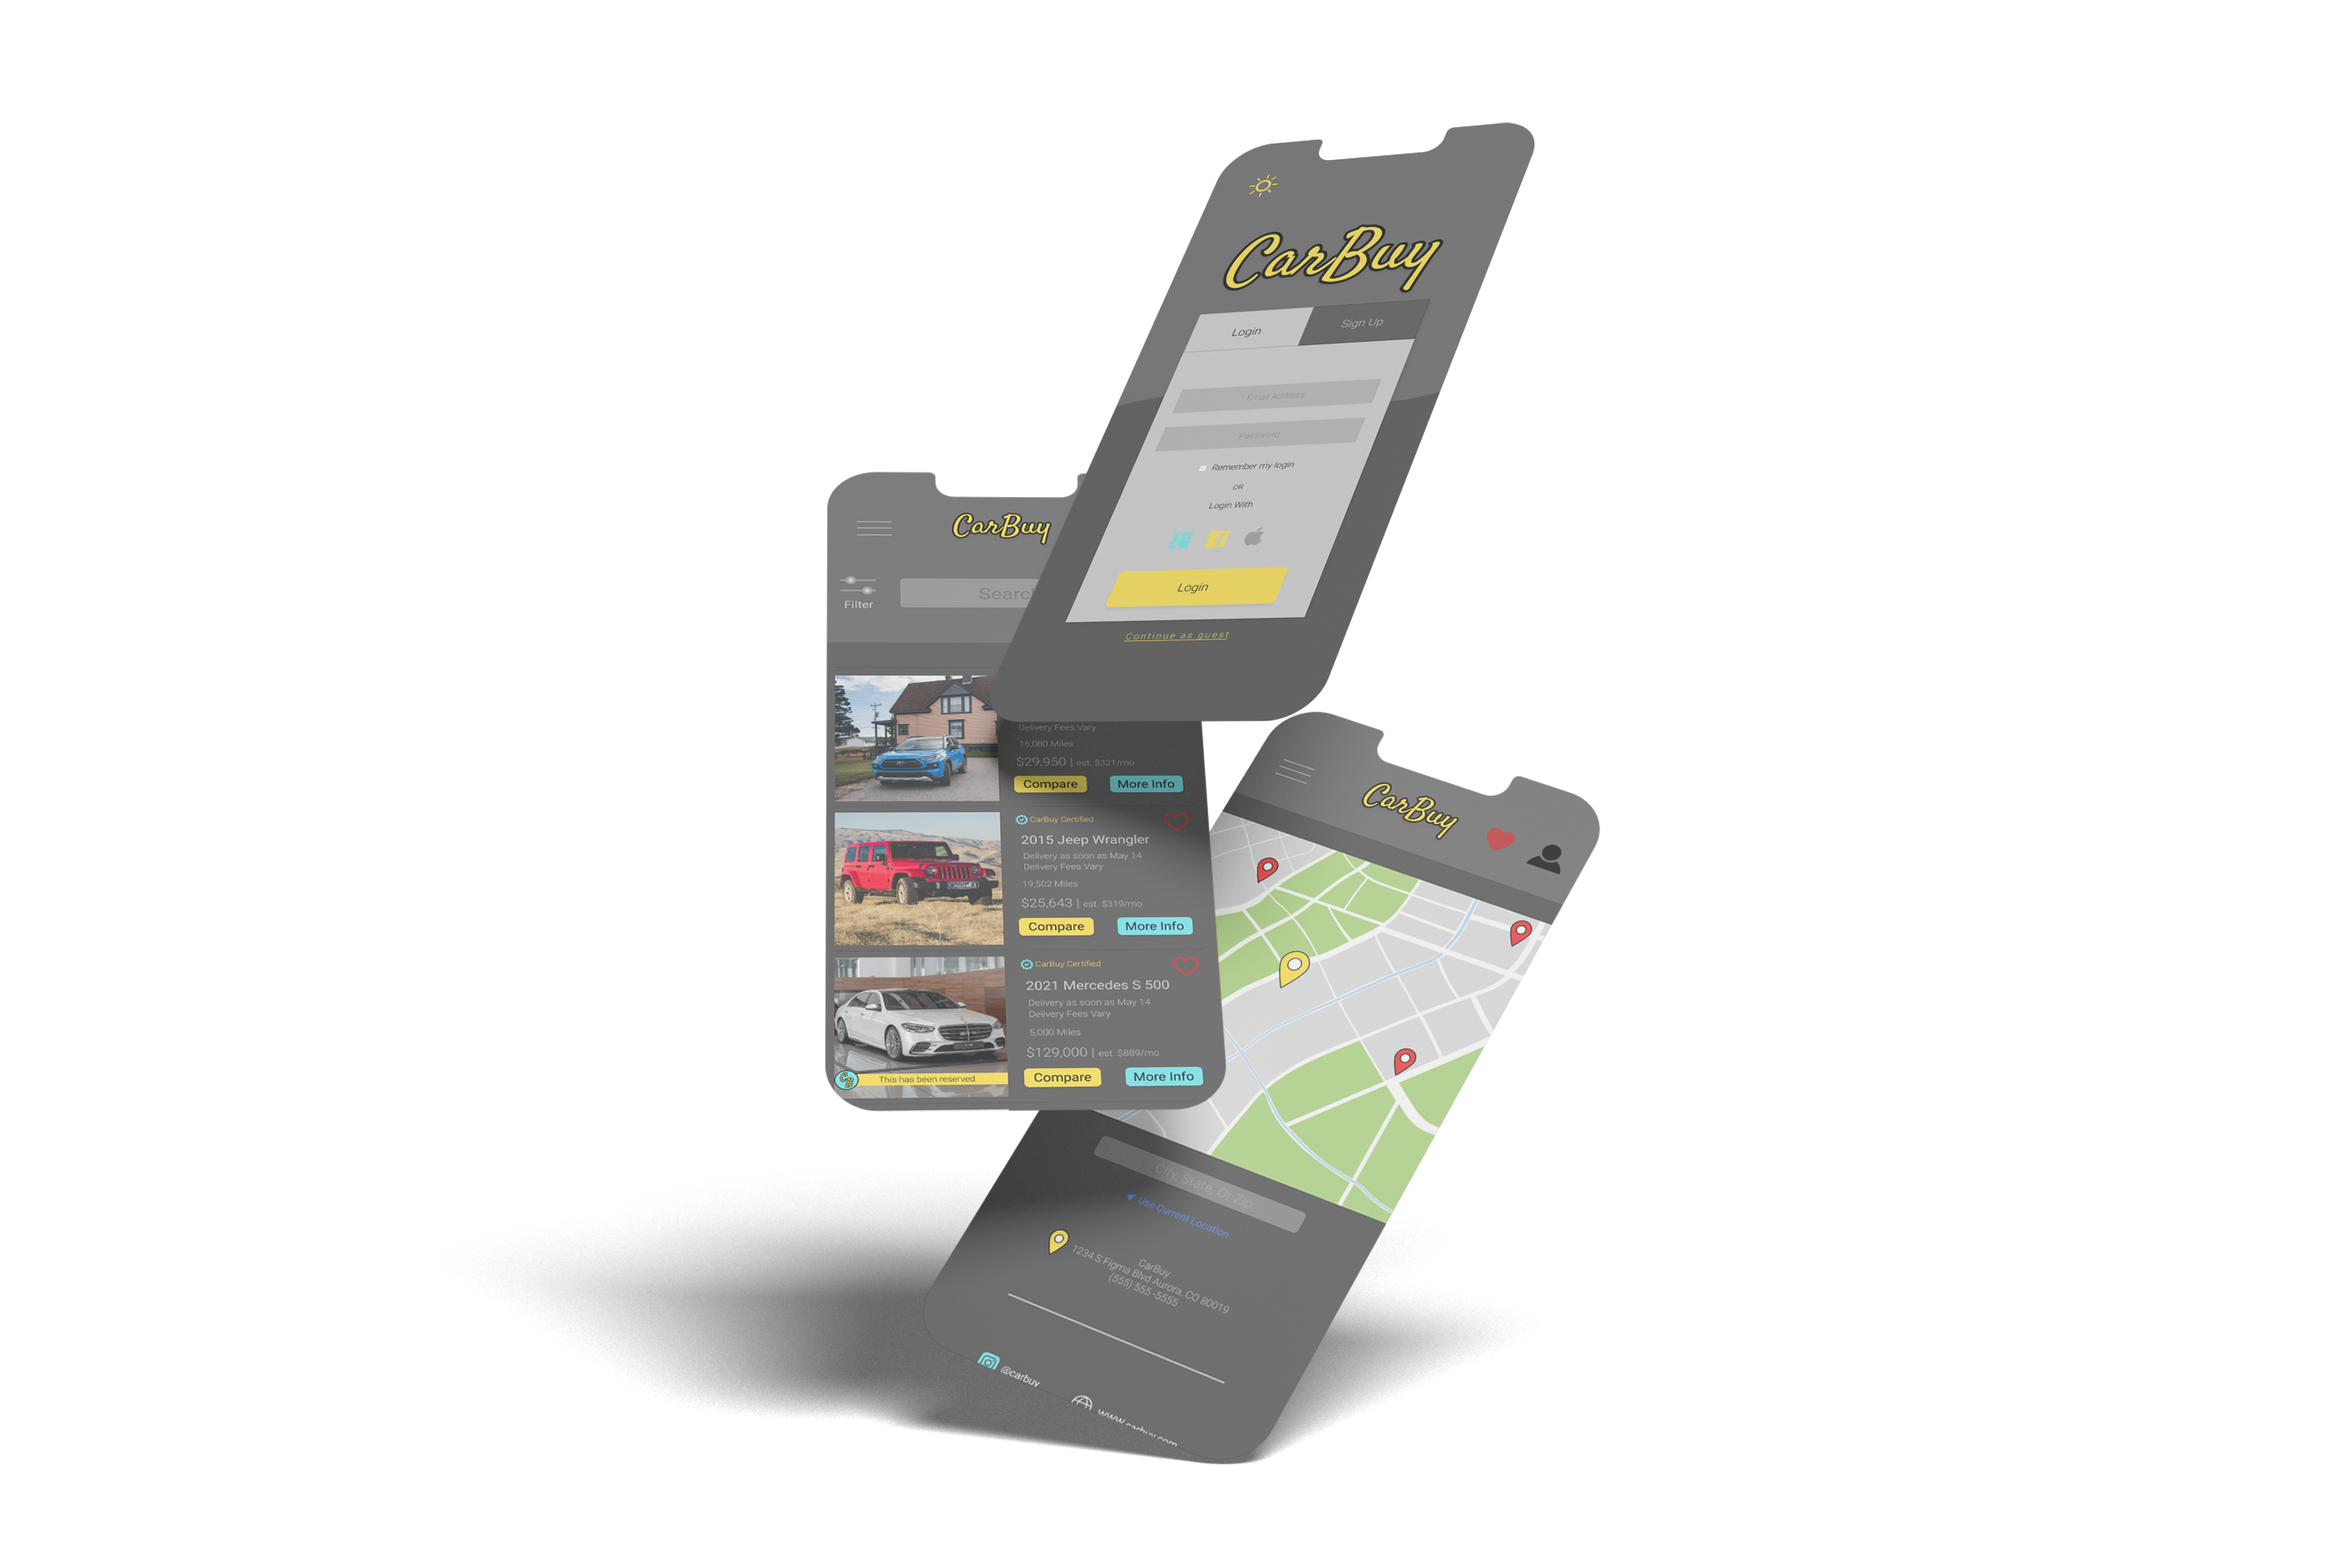 CarBuy
Login
Sign Up
Email Address
Password
Remember my login
OR
Login With
Login
Continue as guest
CarBuy
Filter
Delivery Fees Vary
16,080 Miles
$29,950 | est. $321/mo
Compare
More Info
CarBuy Certified
2015 Jeep Wrangler
Delivery as soon as May 14
Delivery Fees Vary
19,502 Miles
$25,643 | est. $319/mo
Compare
More Info
CarBuy Certified
2021 Mercedes S 500
Delivery as soon as May 14
Delivery Fees Vary
5,000 Miles
$129,000 | est. $889/mo
Compare
More Info
CB
This has been reserved
CarBuy
City, State, Or Zip
Use Current Location
CarBuy
1234 S Figma Blvd Aurora, CO 80019
(555) 555 -5555
@carbuy
www.carbuy.com